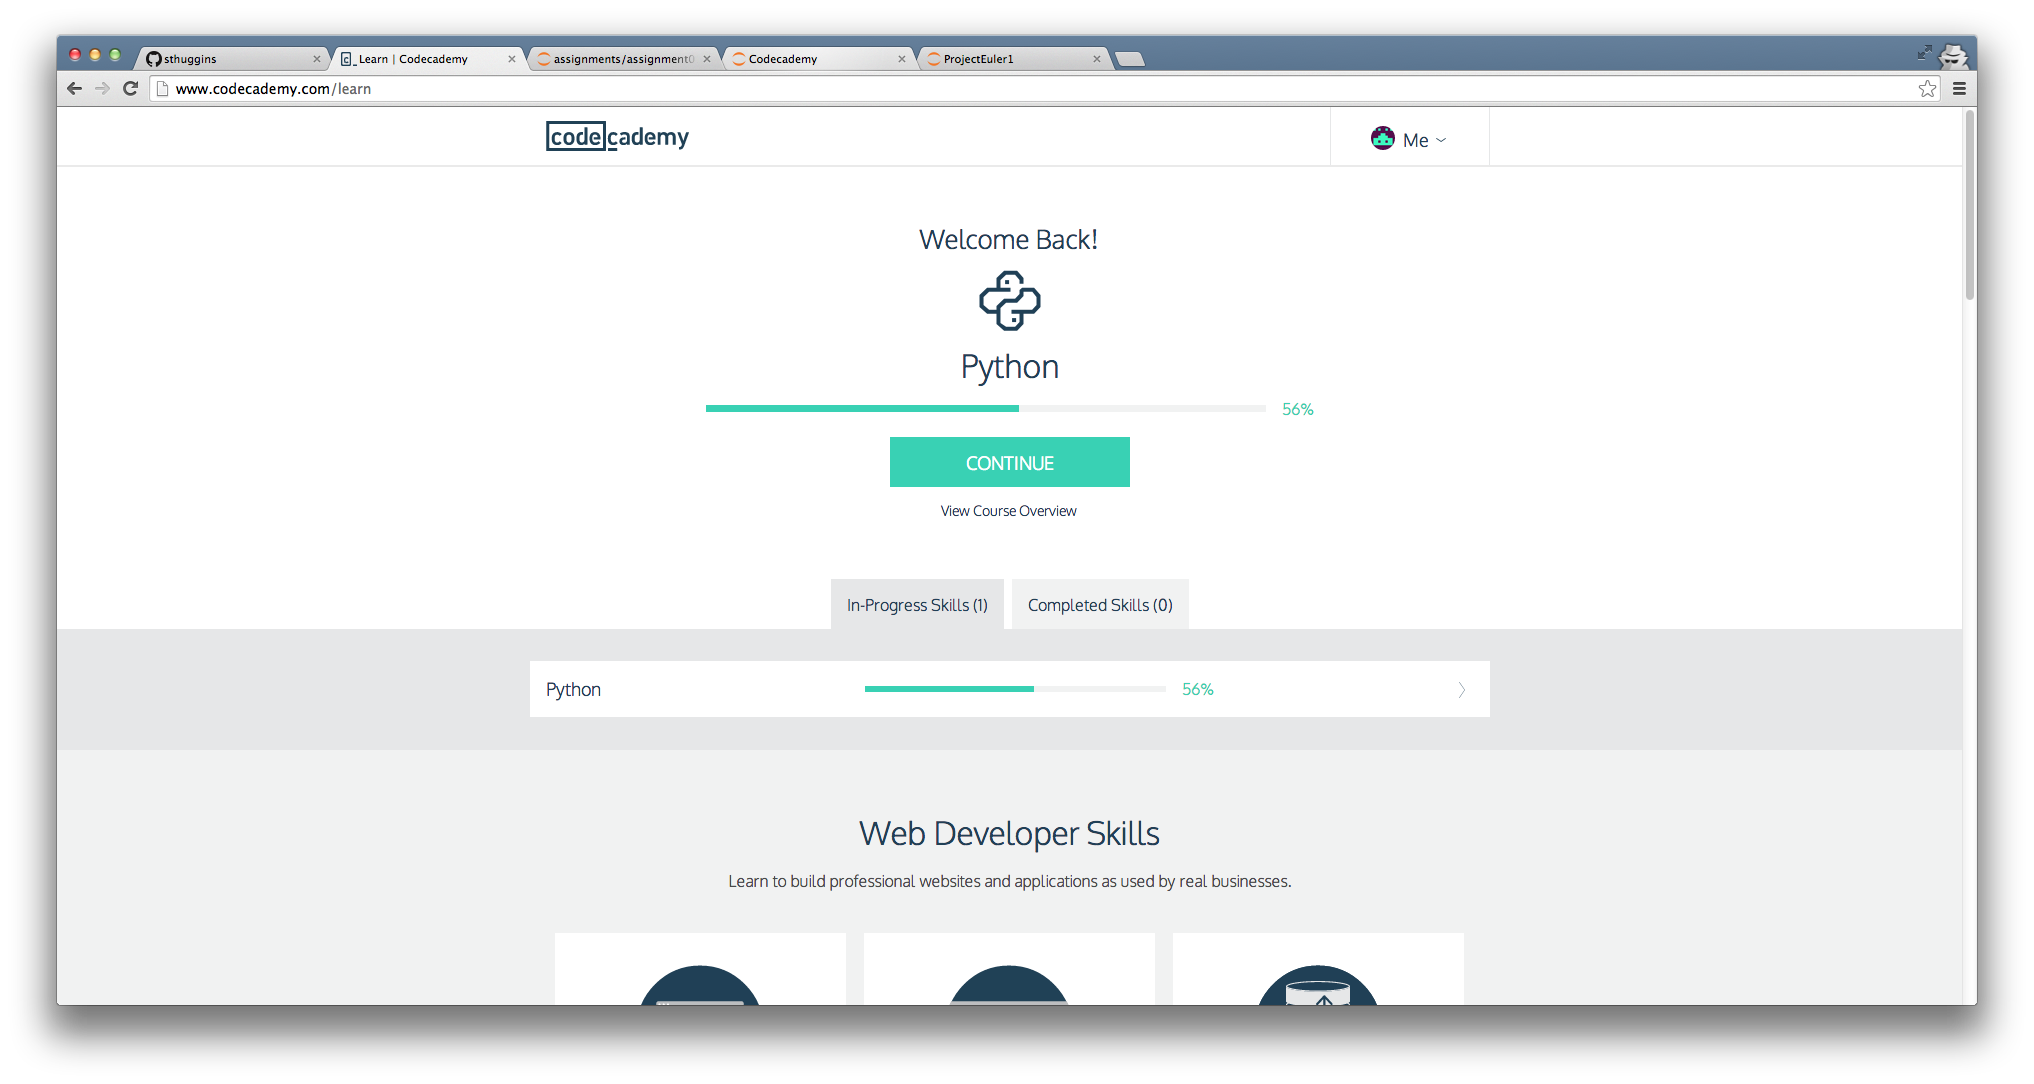 sthuggins
Learn | Codecademy
assignments/assignment0
Codecademy
ProjectEuler1
www.codecademy.com/learn
codecademy
Me
Welcome Back!
Python
56%
CONTINUE
View Course Overview
In-Progress Skills (1)
Completed Skills (0)
Python
56%
Web Developer Skills
Learn to build professional websites and applications as used by real businesses.